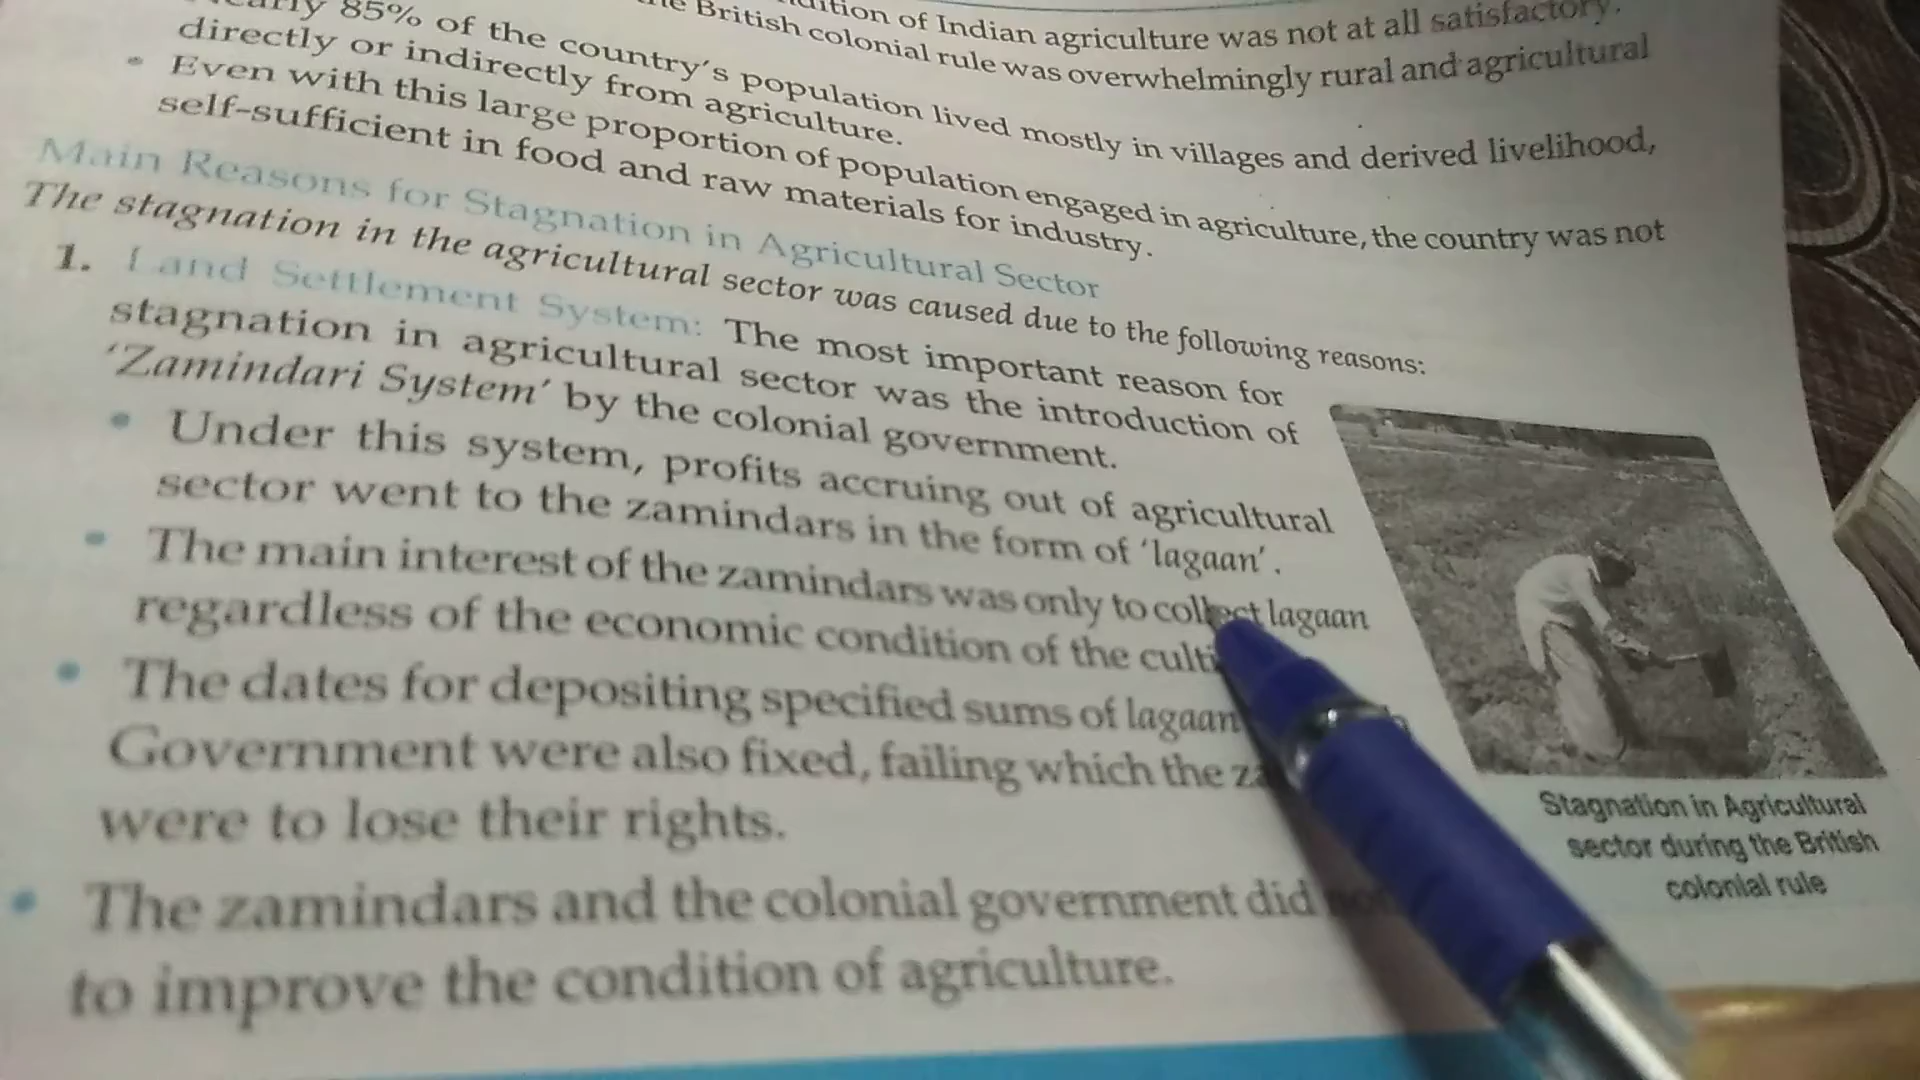 dition of Indian agriculture was not at all satisfactory.
the British colonial rule was overwhelmingly rural and agricultural
Nearly 85% of the country's population lived mostly in villages and derived livelihood,
directly or indirectly from agriculture.
• Even with this large proportion of population engaged in agriculture, the country was not
self-sufficient in food and raw materials for industry.
Main Reasons for Stagnation in Agricultural Sector
The stagnation in the agricultural sector was caused due to the following reasons:
1. Land Settlement System: The most important reason for
stagnation in agricultural sector was the introduction of
'Zamindari System' by the colonial government.
• Under this system, profits accruing out of agricultural
sector went to the zamindars in the form of 'lagaan'.
• The main interest of the zamindars was only to collect lagaan
regardless of the economic condition of the culti
• The dates for depositing specified sums of lagaan
Government were also fixed, failing which the za
were to lose their rights.
• The zamindars and the colonial government did
to improve the condition of agriculture.
Stagnation in Agricultural
sector during the British
colonial rule